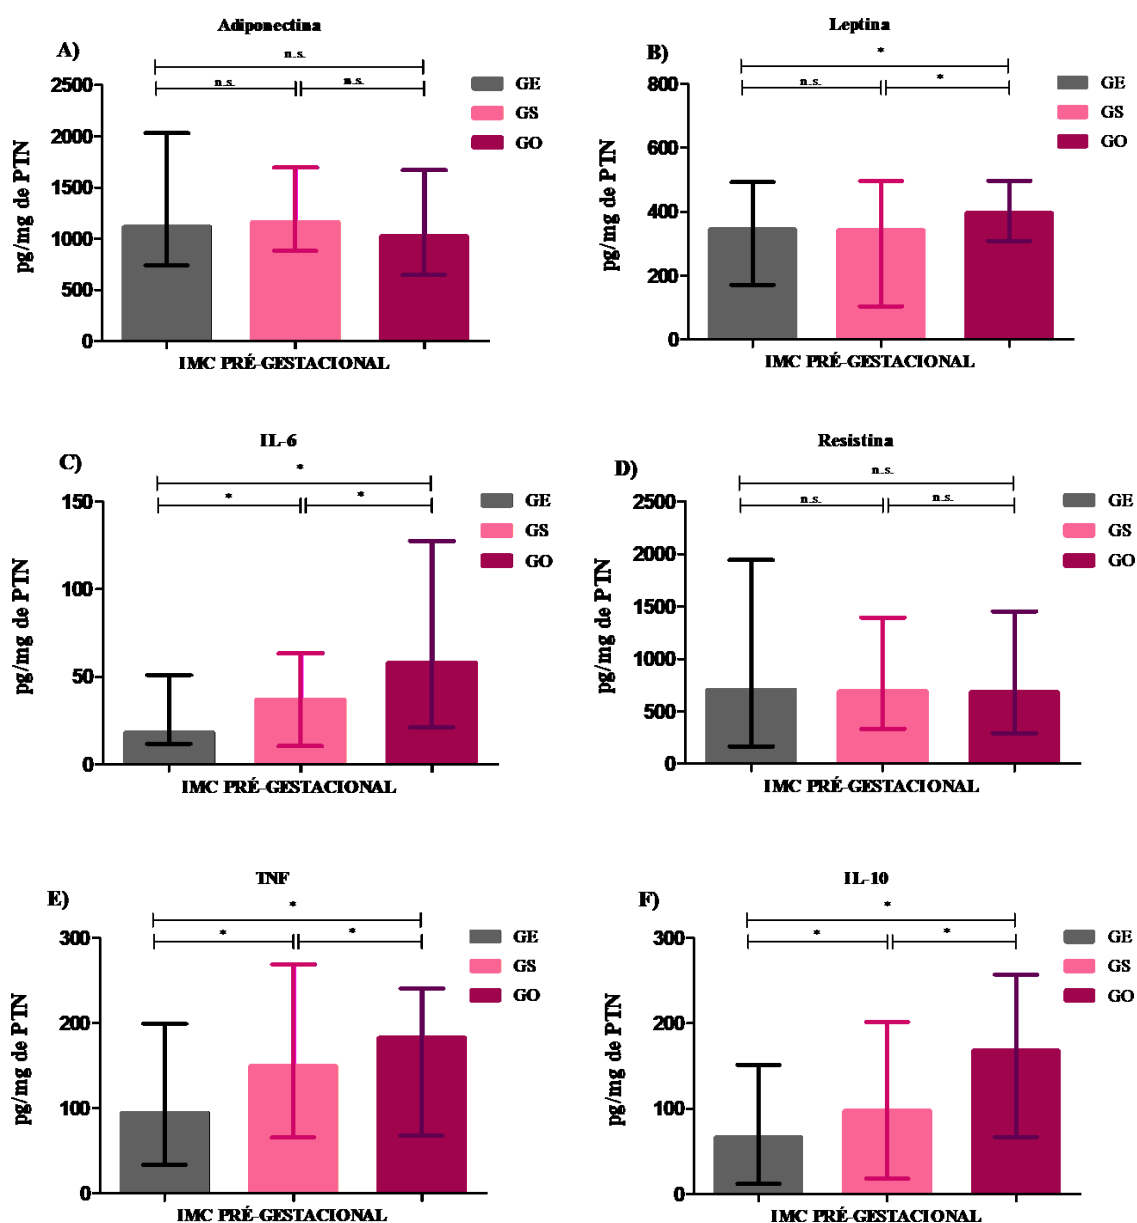 Adiponectina
A)
n.s.
n.s.
n.s.
pg/mg de PTN
2500
2000
1500
1000
500
0
IMC PRÉ-GESTACIONAL
GE
GS
GO
Leptina
B)
*
n.s.
*
pg/mg de PTN
800
600
400
200
0
IMC PRÉ-GESTACIONAL
GE
GS
GO
IL-6
C)
*
*
*
pg/mg de PTN
150
100
50
0
IMC PRÉ-GESTACIONAL
GE
GS
GO
Resistina
D)
n.s.
n.s.
n.s.
pg/mg de PTN
2500
2000
1500
1000
500
0
IMC PRÉ-GESTACIONAL
GE
GS
GO
TNF
E)
*
*
*
pg/mg de PTN
300
200
100
0
IMC PRÉ-GESTACIONAL
GE
GS
GO
IL-10
F)
*
*
*
pg/mg de PTN
300
200
100
0
IMC PRÉ-GESTACIONAL
GE
GS
GO